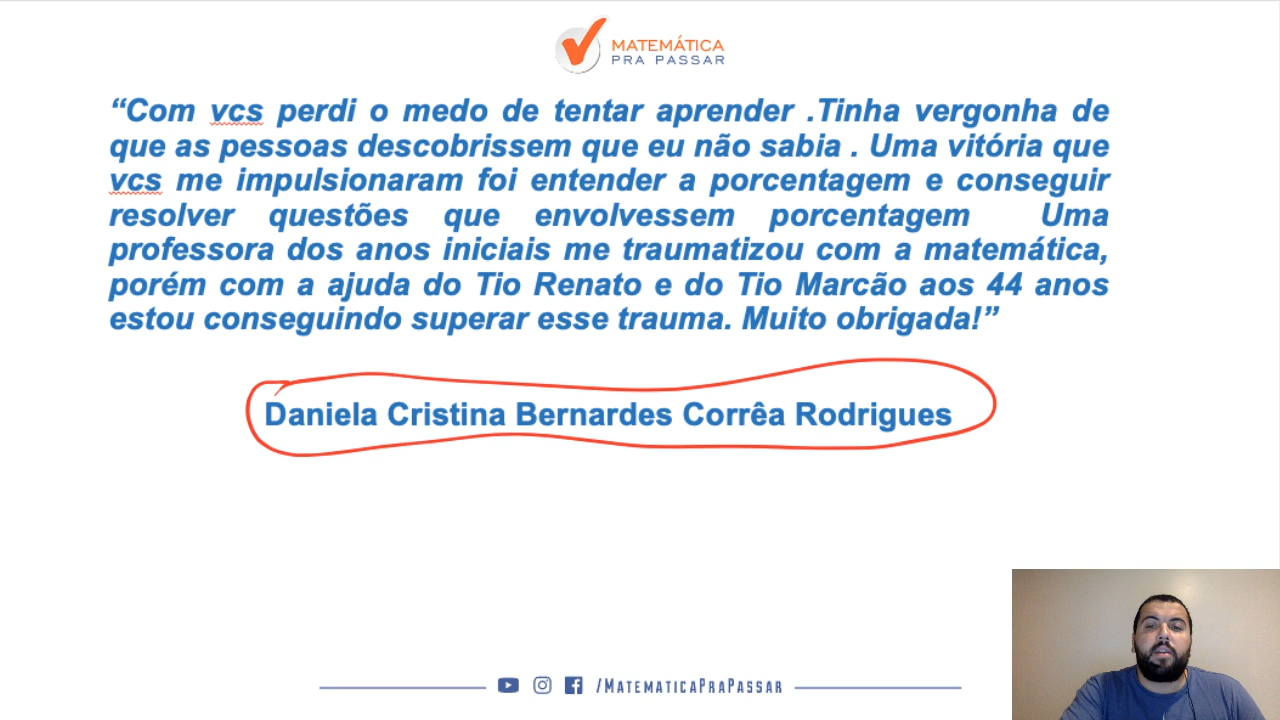 MATEMÁTICA
PRA PASSAR
“Com vcs perdi o medo de tentar aprender .Tinha vergonha de
que as pessoas descobrissem que eu não sabia . Uma vitória que
vcs me impulsionaram foi entender a porcentagem e conseguir
resolver questões que envolvessem porcentagem Uma
professora dos anos iniciais me traumatizou com a matemática,
porém com a ajuda do Tio Renato e do Tio Marcão aos 44 anos
estou conseguindo superar esse trauma. Muito obrigada!”
Daniela Cristina Bernardes Corrêa Rodrigues
/MATEMATICAPRAPASSAR